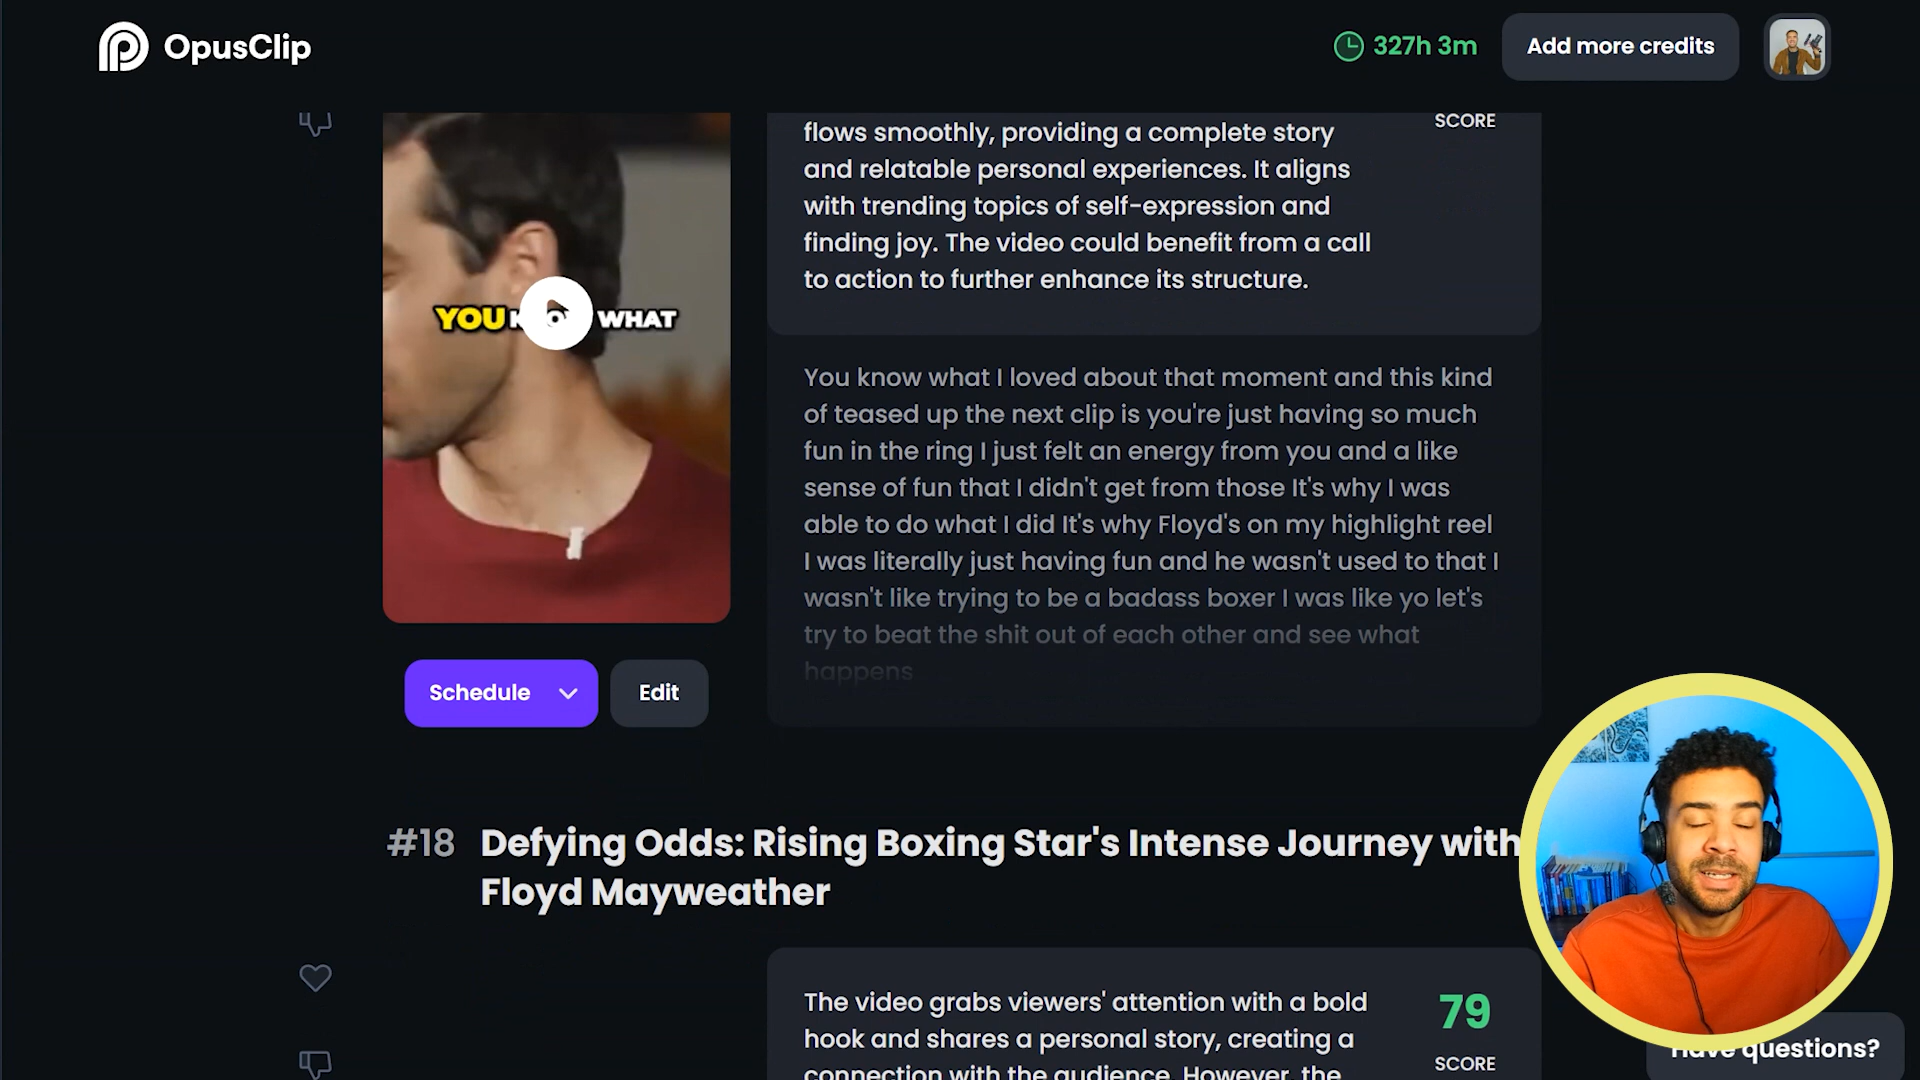 OpusClip
327h 3m
Add more credits
SCORE
flows smoothly, providing a complete story
and relatable personal experiences. It aligns
with trending topics of self-expression and
finding joy. The video could benefit from a call
to action to further enhance its structure.
YOU WHAT
You know what I loved about that moment and this kind
of teased up the next clip is you're just having so much
fun in the ring I just felt an energy from you and a like
sense of fun that I didn't get from those It's why I was
able to do what I did It's why Floyd's on my highlight reel
I was literally just having fun and he wasn't used to that I
wasn't like trying to be a badass boxer I was like yo let's
try to beat the shit out of each other and see what
happens
Schedule
Edit
#18 Defying Odds: Rising Boxing Star's Intense Journey with
Floyd Mayweather
The video grabs viewers' attention with a bold
hook and shares a personal story, creating a
connection with the audience. However, the
79
SCORE
Have questions?